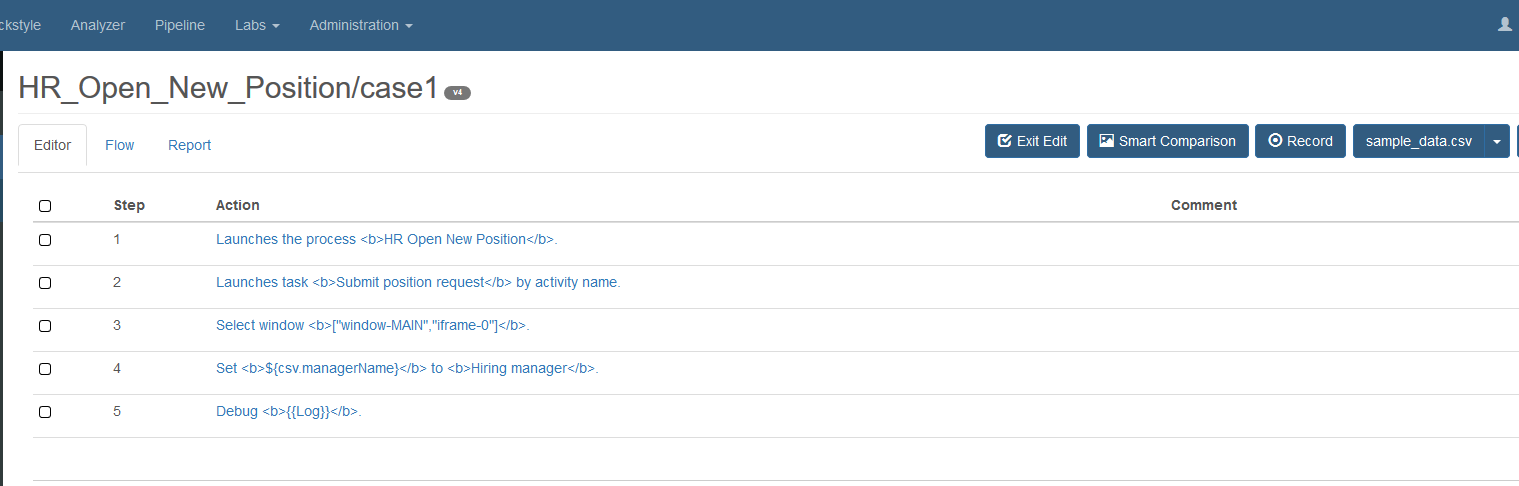 ckstyle Analyzer Pipeline Labs Administration
HR_Open_New_Position/case1 v4
Editor Flow Report Exit Edit Smart Comparison Record sample_data.csv
Step Action Comment
1 Launches the process <b>HR Open New Position</b>.
2 Launches task <b>Submit position request</b> by activity name.
3 Select window <b>["window-MAIN","iframe-0"]</b>.
4 Set <b>${csv.managerName}</b> to <b>Hiring manager</b>.
5 Debug <b>{{Log}}</b>.